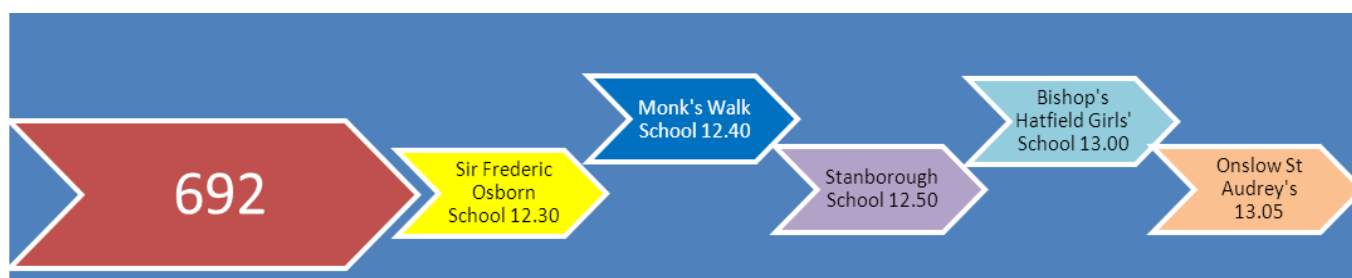 692
Sir Frederic
Osborn
School 12.30
Monk's Walk
School 12.40
Stanborough
School 12.50
Bishop's
Hatfield Girls'
School 13.00
Onslow St
Audrey's
13.05